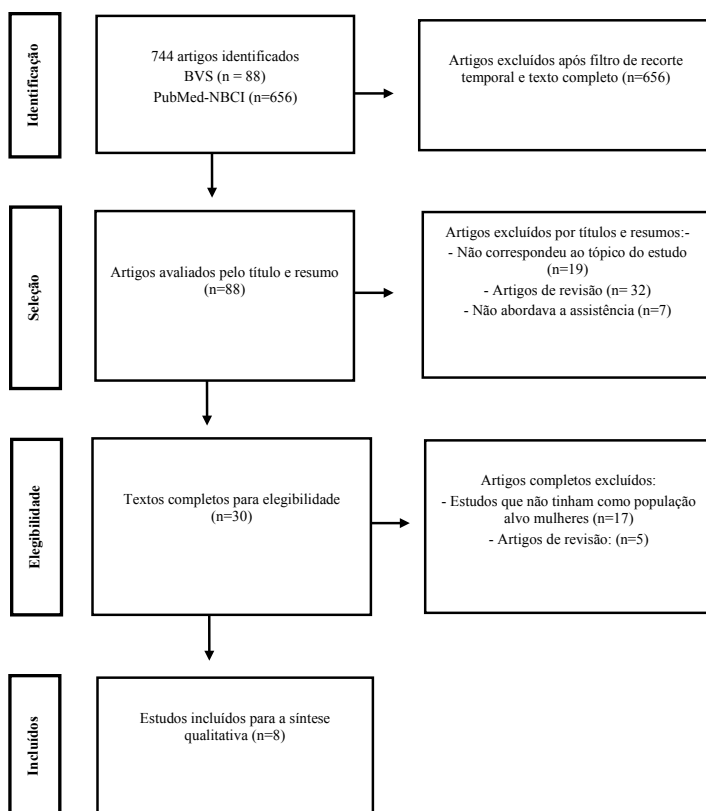 Identificação
744 artigos identificados
BVS (n = 88)
PubMed-NBCI (n=656)
Artigos excluídos após filtro de recorte
temporal e texto completo (n=656)
Seleção
Artigos avaliados pelo título e resumo
(n=88)
Artigos excluídos por títulos e resumos:-
- Não correspondeu ao tópico do estudo
(n=19)
- Artigos de revisão (n= 32)
- Não abordava a assistência (n=7)
Elegibilidade
Textos completos para elegibilidade
(n=30)
Artigos completos excluídos:
- Estudos que não tinham como população
alvo mulheres (n=17)
- Artigos de revisão: (n=5)
Incluídos
Estudos incluídos para a síntese
qualitativa (n=8)